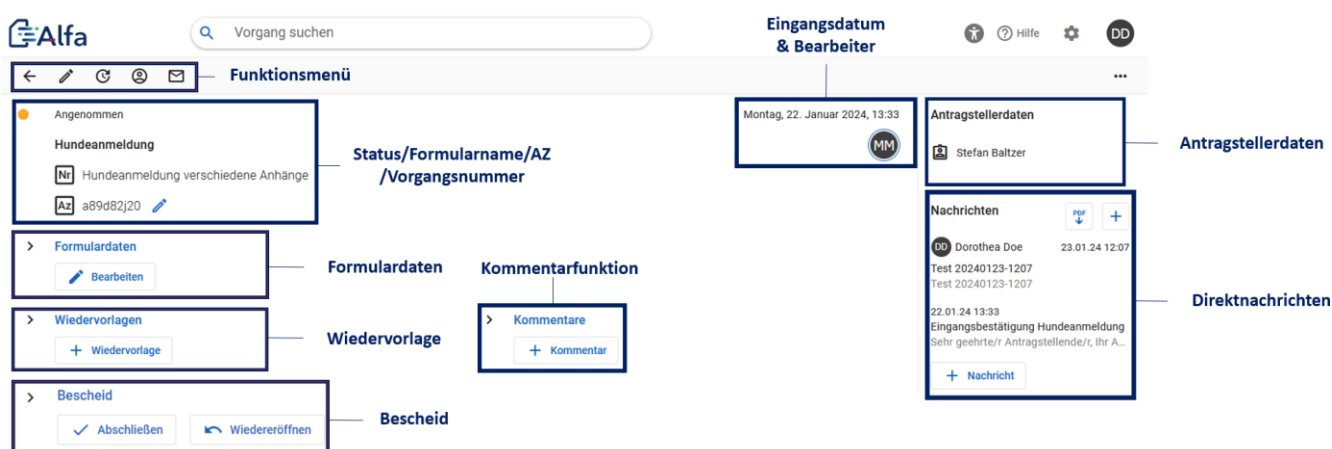 Alfa
Vorgang suchen
Eingangsdatum
& Bearbeiter
Hilfe
DD
Funktionsmenü
Angenommen
Hundeanmeldung
Nr Hundeanmeldung verschiedene Anhänge
Az a89d82j20
Status/Formularname/AZ
/Vorgangsnummer
Montag, 22. Januar 2024, 13:33
MM
Antragstellerdaten
Stefan Baltzer
Antragstellerdaten
Formulardaten
Bearbeiten
Formulardaten
Wiedervorlagen
+ Wiedervorlage
Wiedervorlage
Kommentarfunktion
Kommentare
+ Kommentar
Nachrichten
PDF
+
DD Dorothea Doe 23.01.24 12:07
Test 20240123-1207
Test 20240123-1207
22.01.24 13:33
Eingangsbestätigung Hundeanmeldung
Sehr geehrte/r Antragstellende/r, Ihr A...
+ Nachricht
Direktnachrichten
Bescheid
Abschließen
Wiedereröffnen
Bescheid